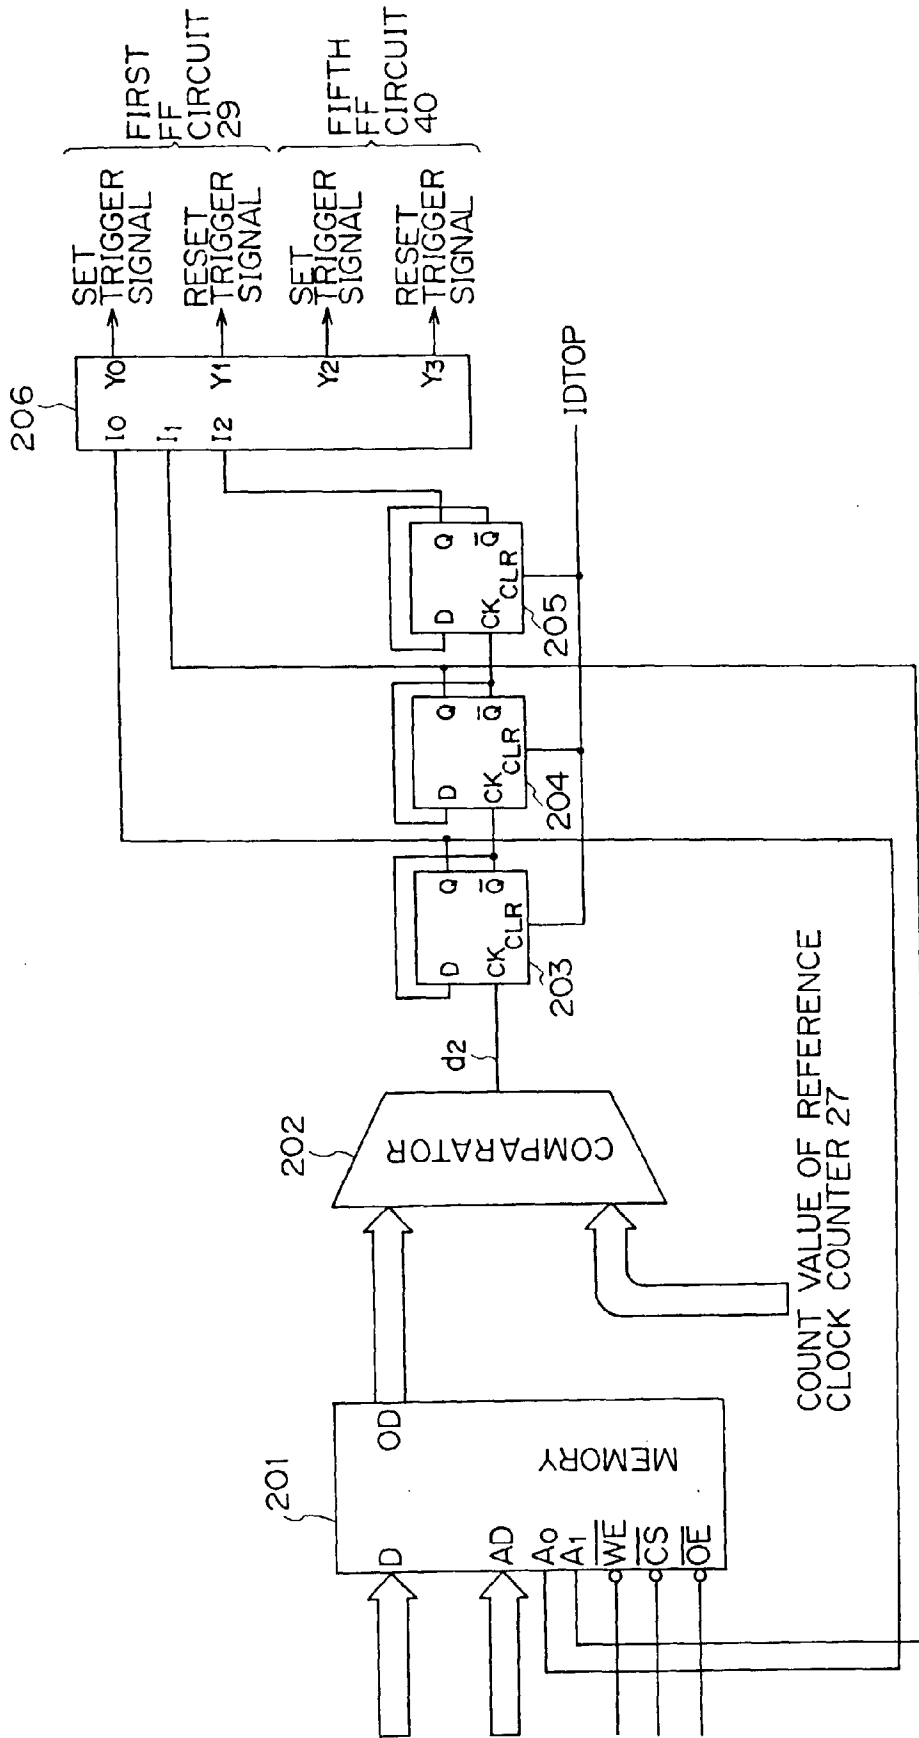 201
D
AD
A0
A1
WE
CS
OE
OD
MEMORY
202
COMPARATOR
COUNT VALUE OF REFERENCE
CLOCK COUNTER 27
d2
203
D
CK
CLR
Q
Q
204
D
CK
CLR
Q
Q
205
D
CK
CLR
Q
Q
IDTOP
206
I0
I1
I2
Y0
Y1
Y2
Y3
SET
TRIGGER
SIGNAL
RESET
TRIGGER
SIGNAL
SET
TRIGGER
SIGNAL
RESET
TRIGGER
SIGNAL
FIRST
FF
CIRCUIT
29
FIFTH
FF
CIRCUIT
40